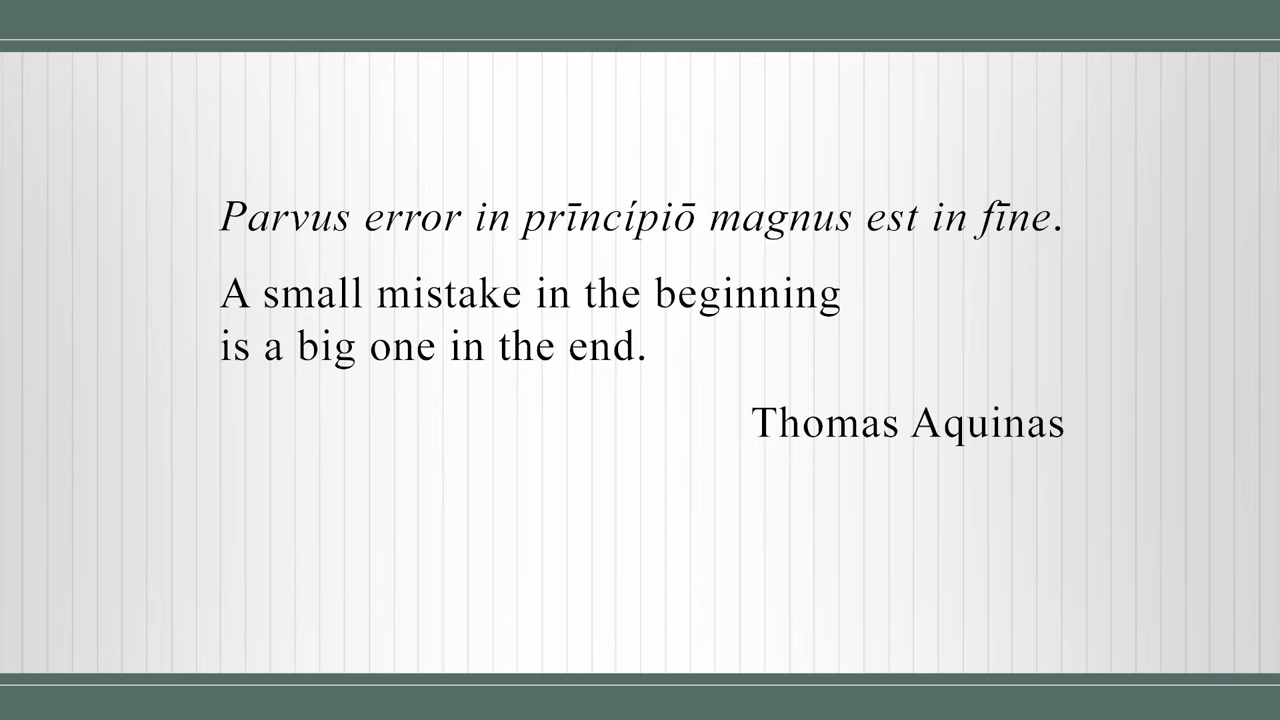 Parvus error in prīncípiō magnus est in fīne.
A small mistake in the beginning
is a big one in the end.
Thomas Aquinas